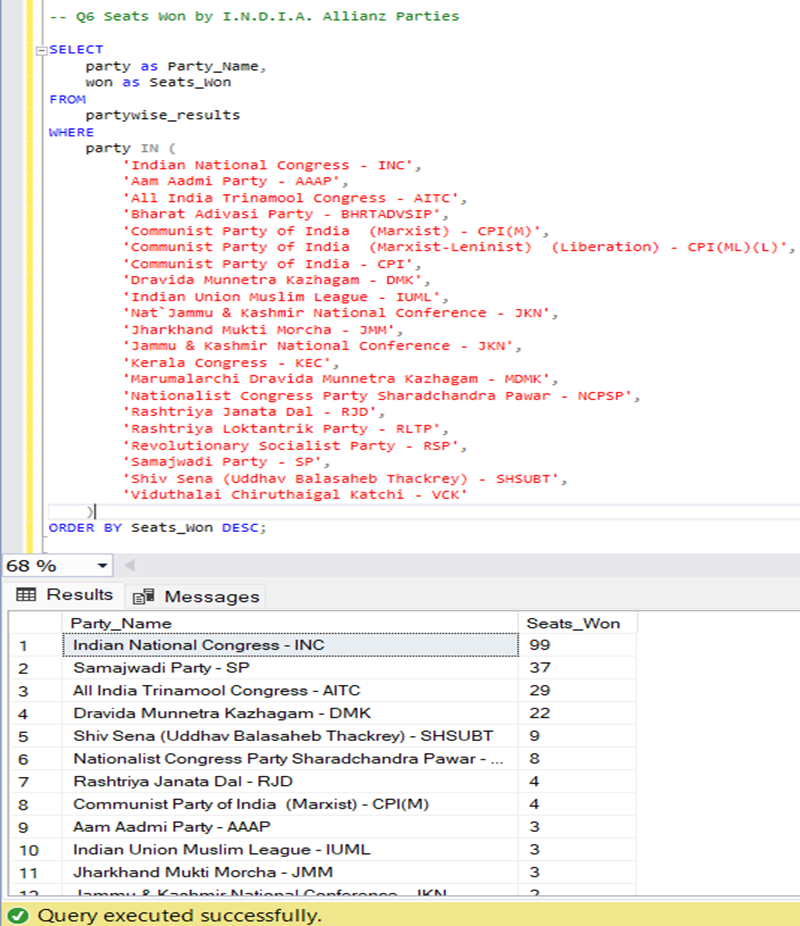 -- Q6 Seats Won by I.N.D.I.A. Allianz Parties
SELECT
party as Party_Name,
won as Seats_Won
FROM
partywise_results
WHERE
party IN (
'Indian National Congress - INC',
'Aam Aadmi Party - AAAP',
'All India Trinamool Congress - AITC',
'Bharat Adivasi Party - BHRTADVSIP',
'Communist Party of India  (Marxist) - CPI(M)',
'Communist Party of India  (Marxist-Leninist)  (Liberation) - CPI(ML)(L)',
'Communist Party of India - CPI',
'Dravida Munnetra Kazhagam - DMK',
'Indian Union Muslim League - IUML',
'Nat`Jammu & Kashmir National Conference - JKN',
'Jharkhand Mukti Morcha - JMM',
'Jammu & Kashmir National Conference - JKN',
'Kerala Congress - KEC',
'Marumalarchi Dravida Munnetra Kazhagam - MDMK',
'Nationalist Congress Party Sharadchandra Pawar - NCPSP',
'Rashtriya Janata Dal - RJD',
'Rashtriya Loktantrik Party - RLTP',
'Revolutionary Socialist Party - RSP',
'Samajwadi Party - SP',
'Shiv Sena (Uddhav Balasaheb Thackrey) - SHSUBT',
'Viduthalai Chiruthaigal Katchi - VCK'
)
ORDER BY Seats_Won DESC;
68 %
Results Messages
Party_Name Seats_Won
1 Indian National Congress - INC 99
2 Samajwadi Party - SP 37
3 All India Trinamool Congress - AITC 29
4 Dravida Munnetra Kazhagam - DMK 22
5 Shiv Sena (Uddhav Balasaheb Thackrey) - SHSUBT 9
6 Nationalist Congress Party Sharadchandra Pawar - ... 8
7 Rashtriya Janata Dal - RJD 4
8 Communist Party of India  (Marxist) - CPI(M) 4
9 Aam Aadmi Party - AAAP 3
10 Indian Union Muslim League - IUML 3
11 Jharkhand Mukti Morcha - JMM 3
12 Jammu & Kashmir National Conference - JKN 2
Query executed successfully.